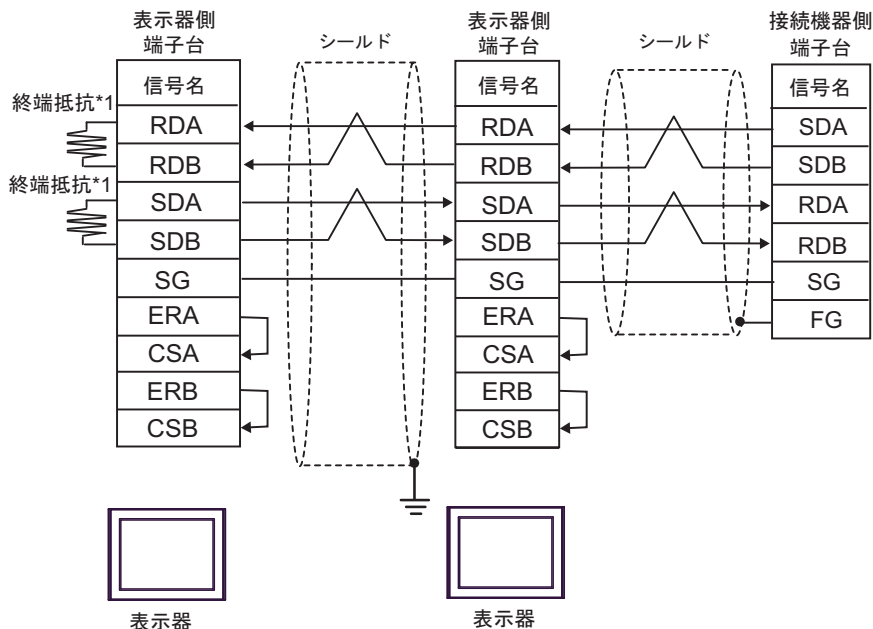 表示器側
端子台
信号名
RDA
RDB
SDA
SDB
SG
ERA
CSA
ERB
CSB
終端抵抗*1
終端抵抗*1
シールド
表示器側
端子台
信号名
RDA
RDB
SDA
SDB
SG
ERA
CSA
ERB
CSB
シールド
接続機器側
端子台
信号名
SDA
SDB
RDA
RDB
SG
FG
表示器
表示器